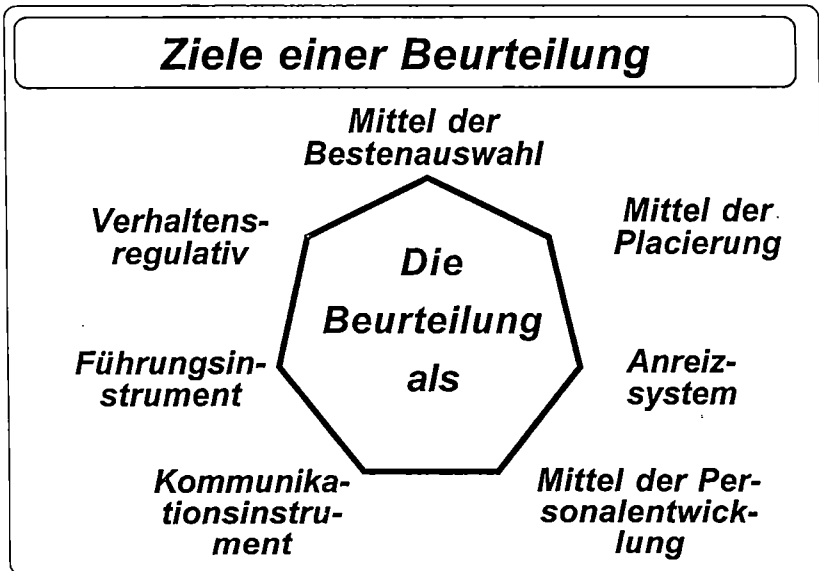 Ziele einer Beurteilung
Mittel der
Bestenauswahl
Mittel der
Placierung
Anreiz-
system
Mittel der Per-
sonalentwick-
lung
Kommunika-
tionsinstru-
ment
Führungsin-
strument
Verhaltens-
regulativ
Die
Beurteilung
als